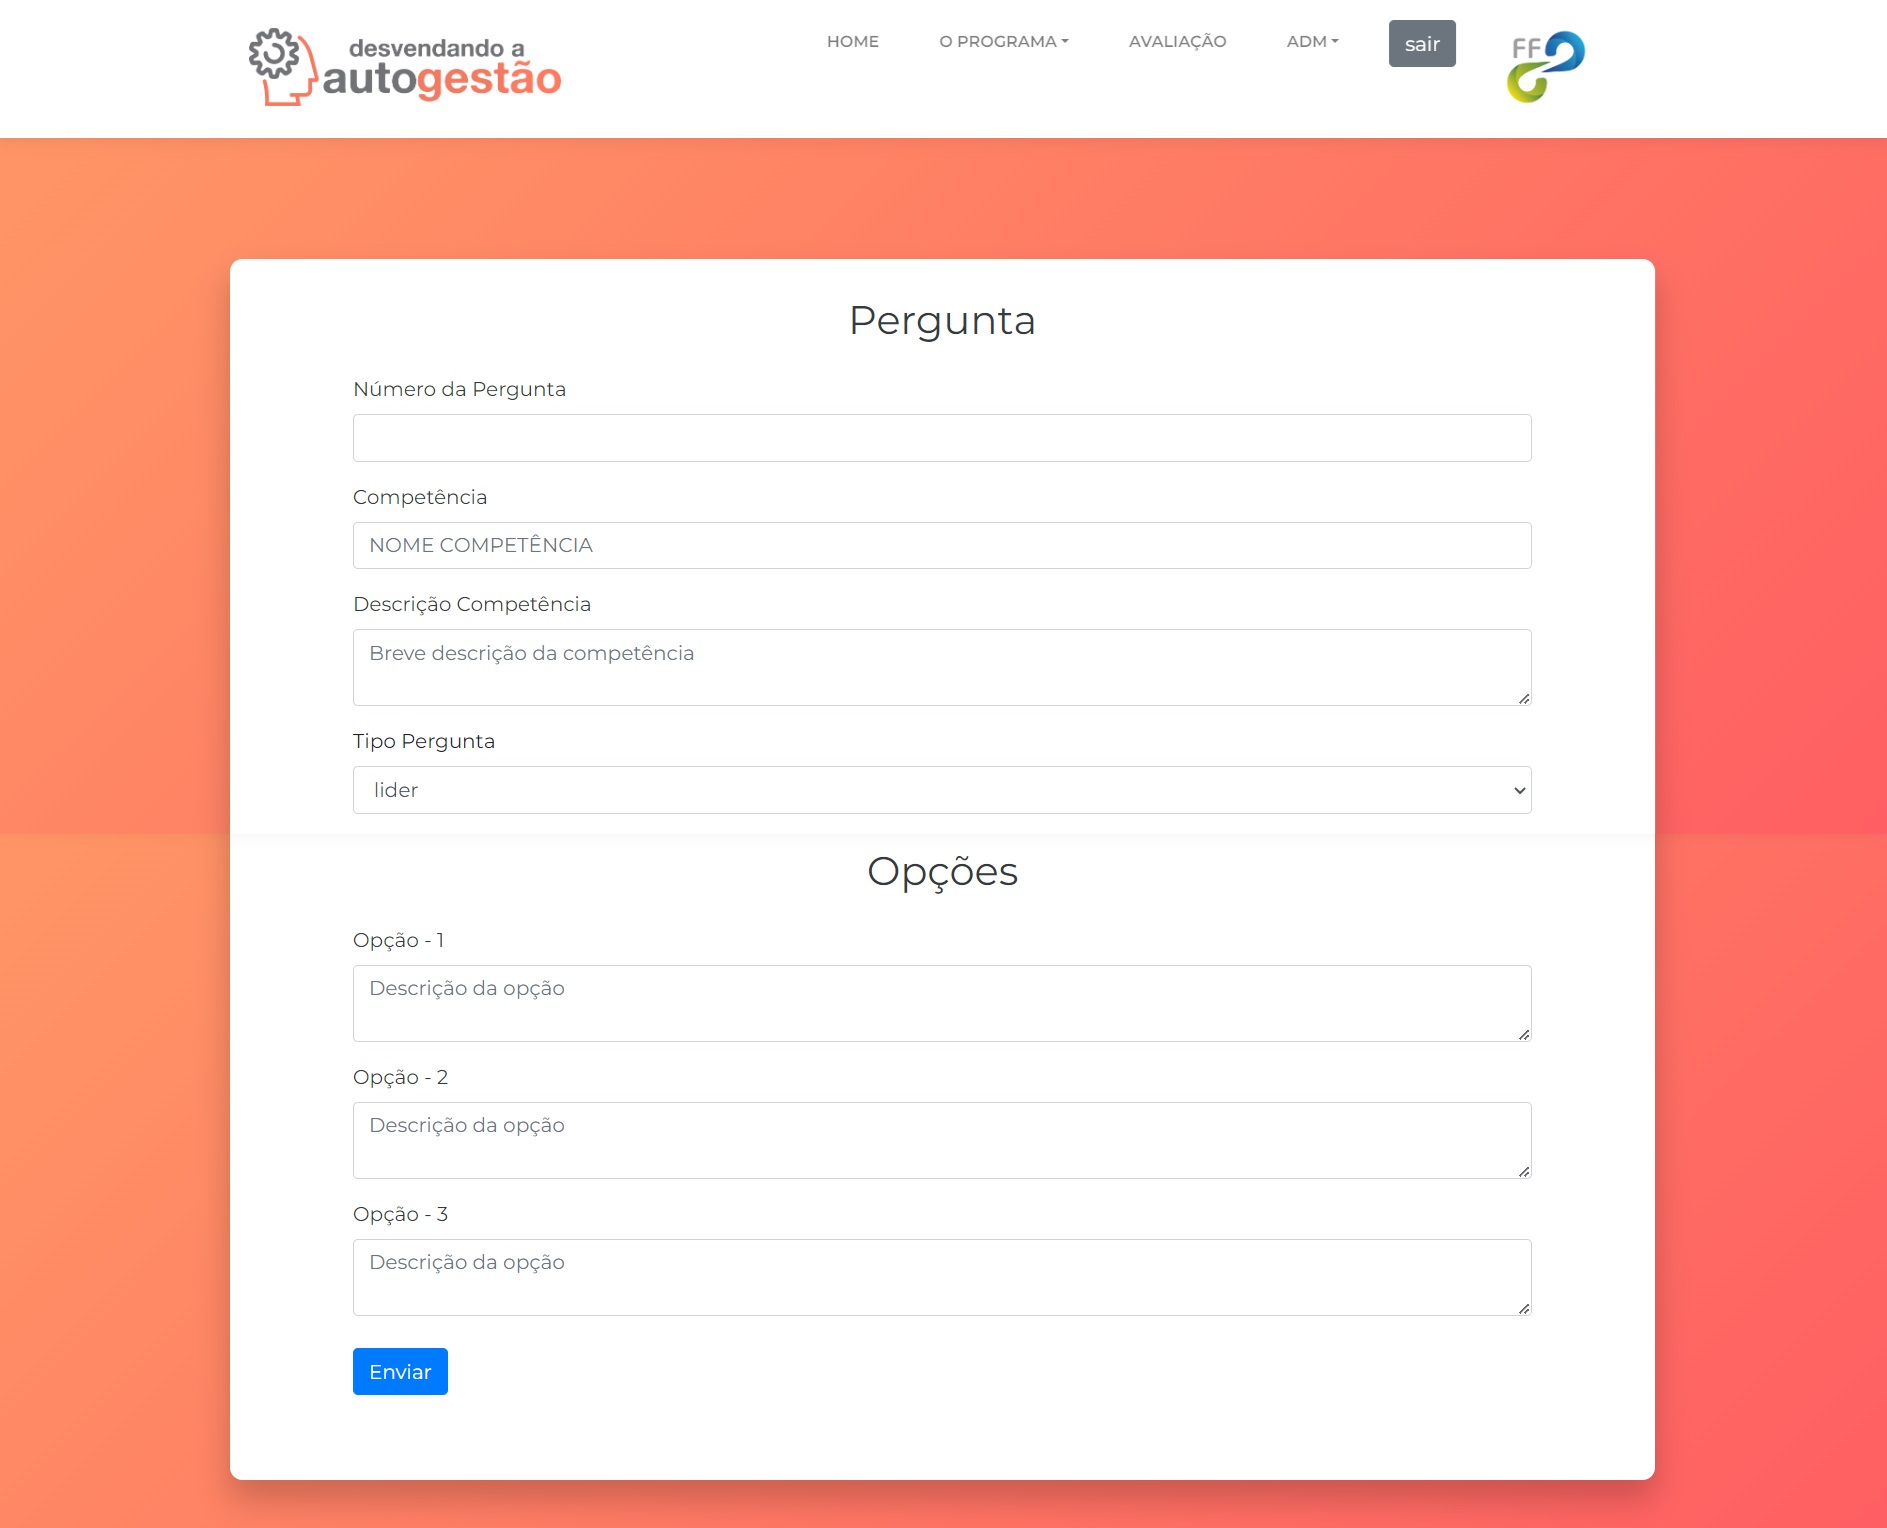 desvendando a
autogestão
HOME
O PROGRAMA
AVALIAÇÃO
ADM
sair
FF
Pergunta
Número da Pergunta
Competência
NOME COMPETÊNCIA
Descrição Competência
Breve descrição da competência
Tipo Pergunta
lider
Opções
Opção - 1
Descrição da opção
Opção - 2
Descrição da opção
Opção - 3
Descrição da opção
Enviar